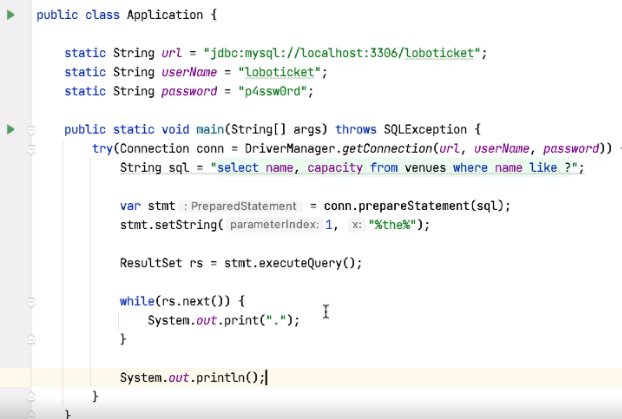 public class Application {
static String url = "jdbc:mysql://localhost:3306/loboticket";
static String userName = "loboticket";
static String password = "p4ssw0rd";
public static void main(String[] args) throws SQLException {
try(Connection conn = DriverManager.getConnection(url, userName, password)) {
String sql = "select name, capacity from venues where name like ?";
var stmt : PreparedStatement = conn.prepareStatement(sql);
stmt.setString( parameterIndex: 1, x: "%the%");
ResultSet rs = stmt.executeQuery();
while(rs.next()) {
System.out.print(".");
}
System.out.println();
}
}